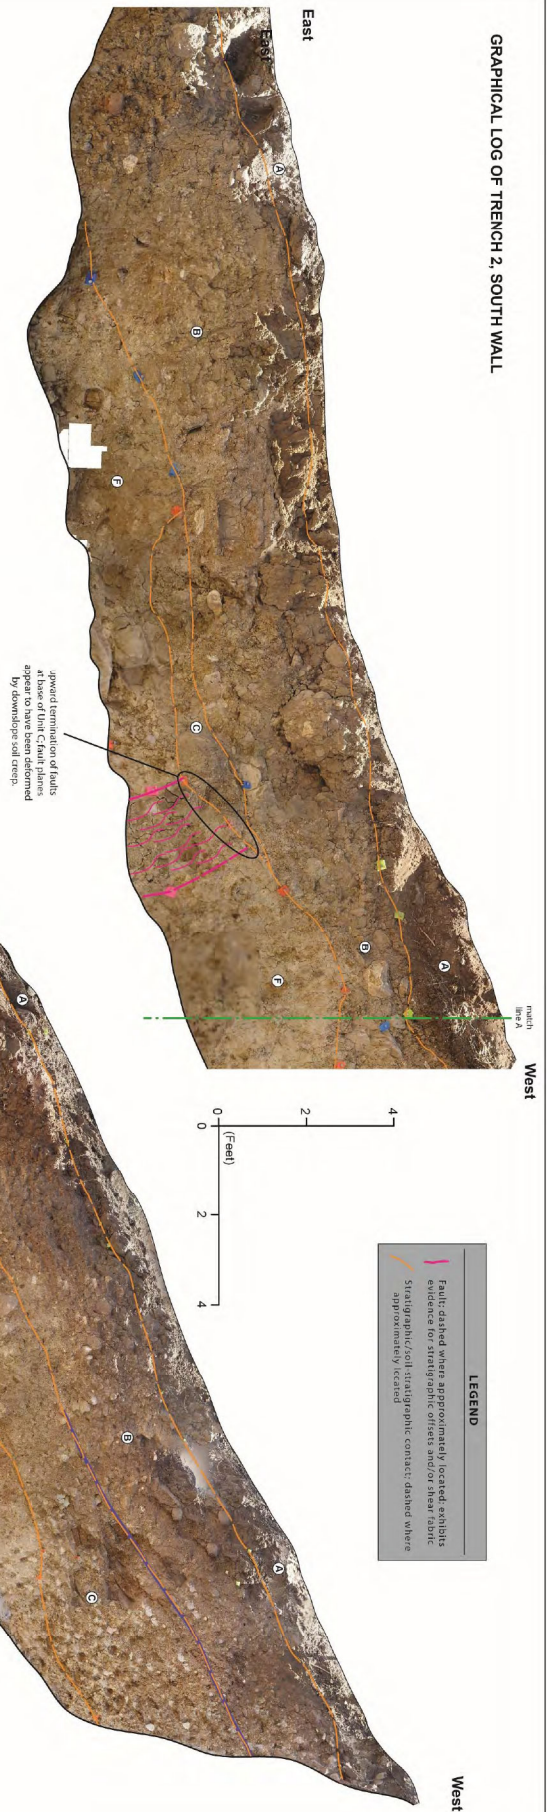 GRAPHICAL LOG OF TRENCH 2, SOUTH WALL
East
East
West
match
line A
A
B
F
C
A
B
F
upward termination of faults
at base of Unit C; fault planes
appear to have been deformed
by downslope soil creep.
4
2
0
(Feet)
0
2
4
LEGEND
Fault; dashed where appproximately located; exhibits
evidence for stratigraphic offsets and/or shear fabric
Stratigraphic/soil-stratigraphic contact; dashed where
approximately located
West
A
B
A
C